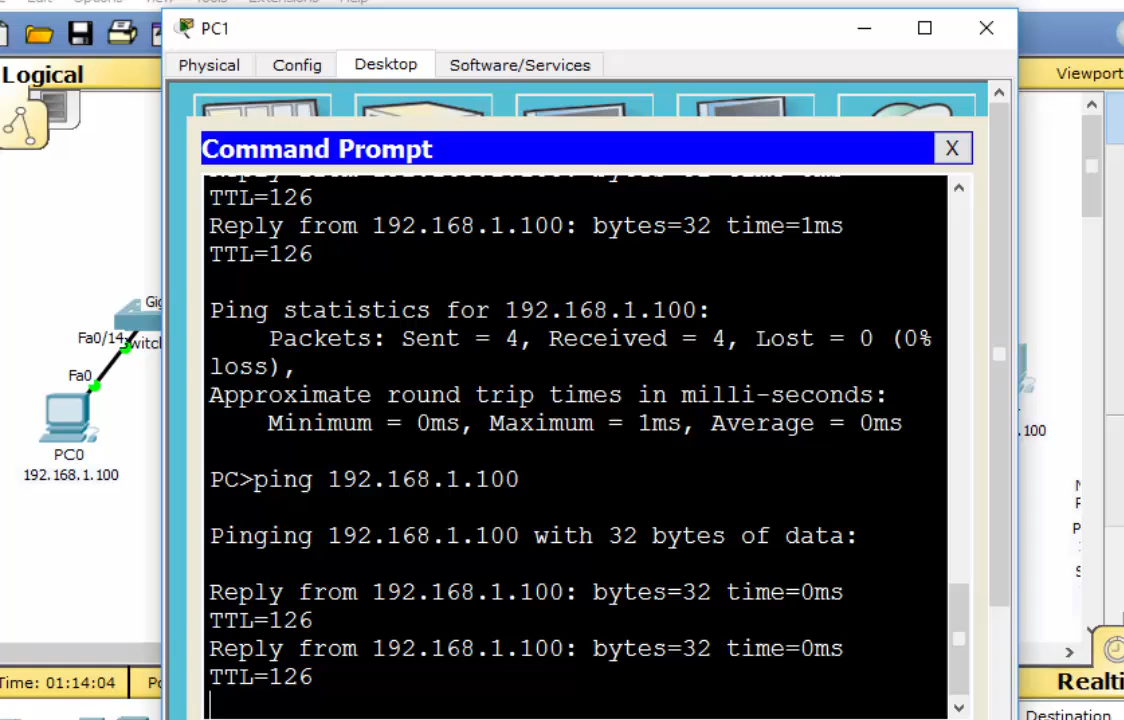 PC1
Logical
Viewport
Physical
Config
Desktop
Software/Services
Command Prompt
X
TTL=126
Reply from 192.168.1.100: bytes=32 time=1ms
TTL=126
Ping statistics for 192.168.1.100:
Packets: Sent = 4, Received = 4, Lost = 0 (0%
loss),
Approximate round trip times in milli-seconds:
Minimum = 0ms, Maximum = 1ms, Average = 0ms
PC>ping 192.168.1.100
Pinging 192.168.1.100 with 32 bytes of data:
Reply from 192.168.1.100: bytes=32 time=0ms
TTL=126
Reply from 192.168.1.100: bytes=32 time=0ms
TTL=126
Gig
Fa0/14
witch
Fa0
PC0
192.168.1.100
.100
Time: 01:14:04
Realti
Destination